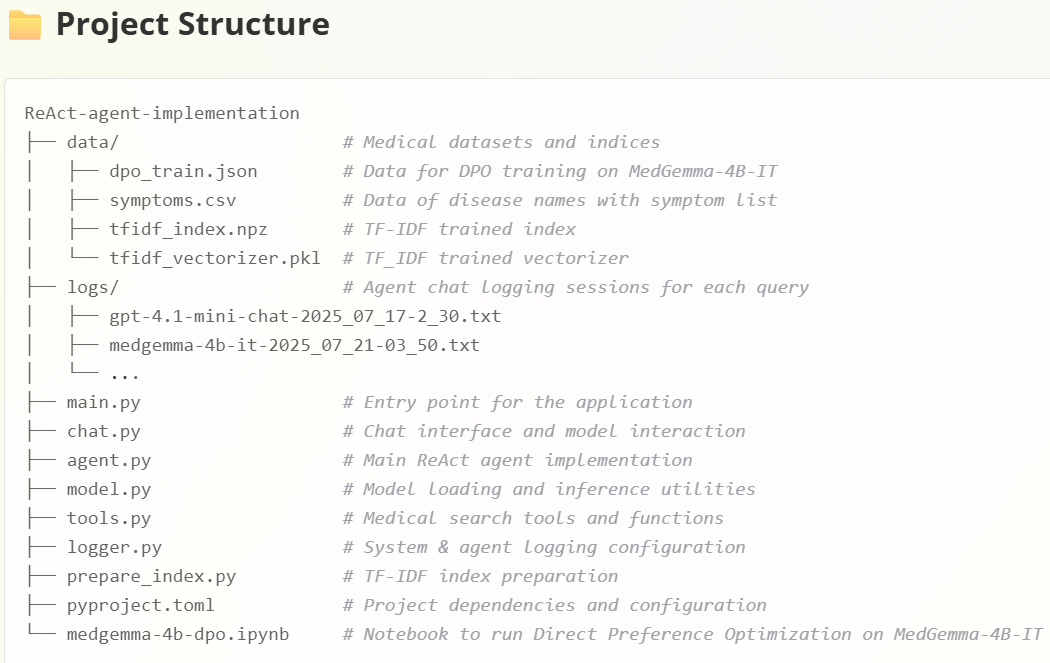 Project Structure
ReAct-agent-implementation
├── data/                     # Medical datasets and indices
│   ├── dpo_train.json        # Data for DPO training on MedGemma-4B-IT
│   ├── symptoms.csv          # Data of disease names with symptom list
│   ├── tfidf_index.npz       # TF-IDF trained index
│   └── tfidf_vectorizer.pkl  # TF_IDF trained vectorizer
├── logs/                     # Agent chat logging sessions for each query
│   ├── gpt-4.1-mini-chat-2025_07_17-2_30.txt
│   ├── medgemma-4b-it-2025_07_21-03_50.txt
│   └── ...
├── main.py                   # Entry point for the application
├── chat.py                   # Chat interface and model interaction
├── agent.py                  # Main ReAct agent implementation
├── model.py                  # Model loading and inference utilities
├── tools.py                  # Medical search tools and functions
├── logger.py                 # System & agent logging configuration
├── prepare_index.py          # TF-IDF index preparation
├── pyproject.toml            # Project dependencies and configuration
└── medgemma-4b-dpo.ipynb     # Notebook to run Direct Preference Optimization on MedGemma-4B-IT